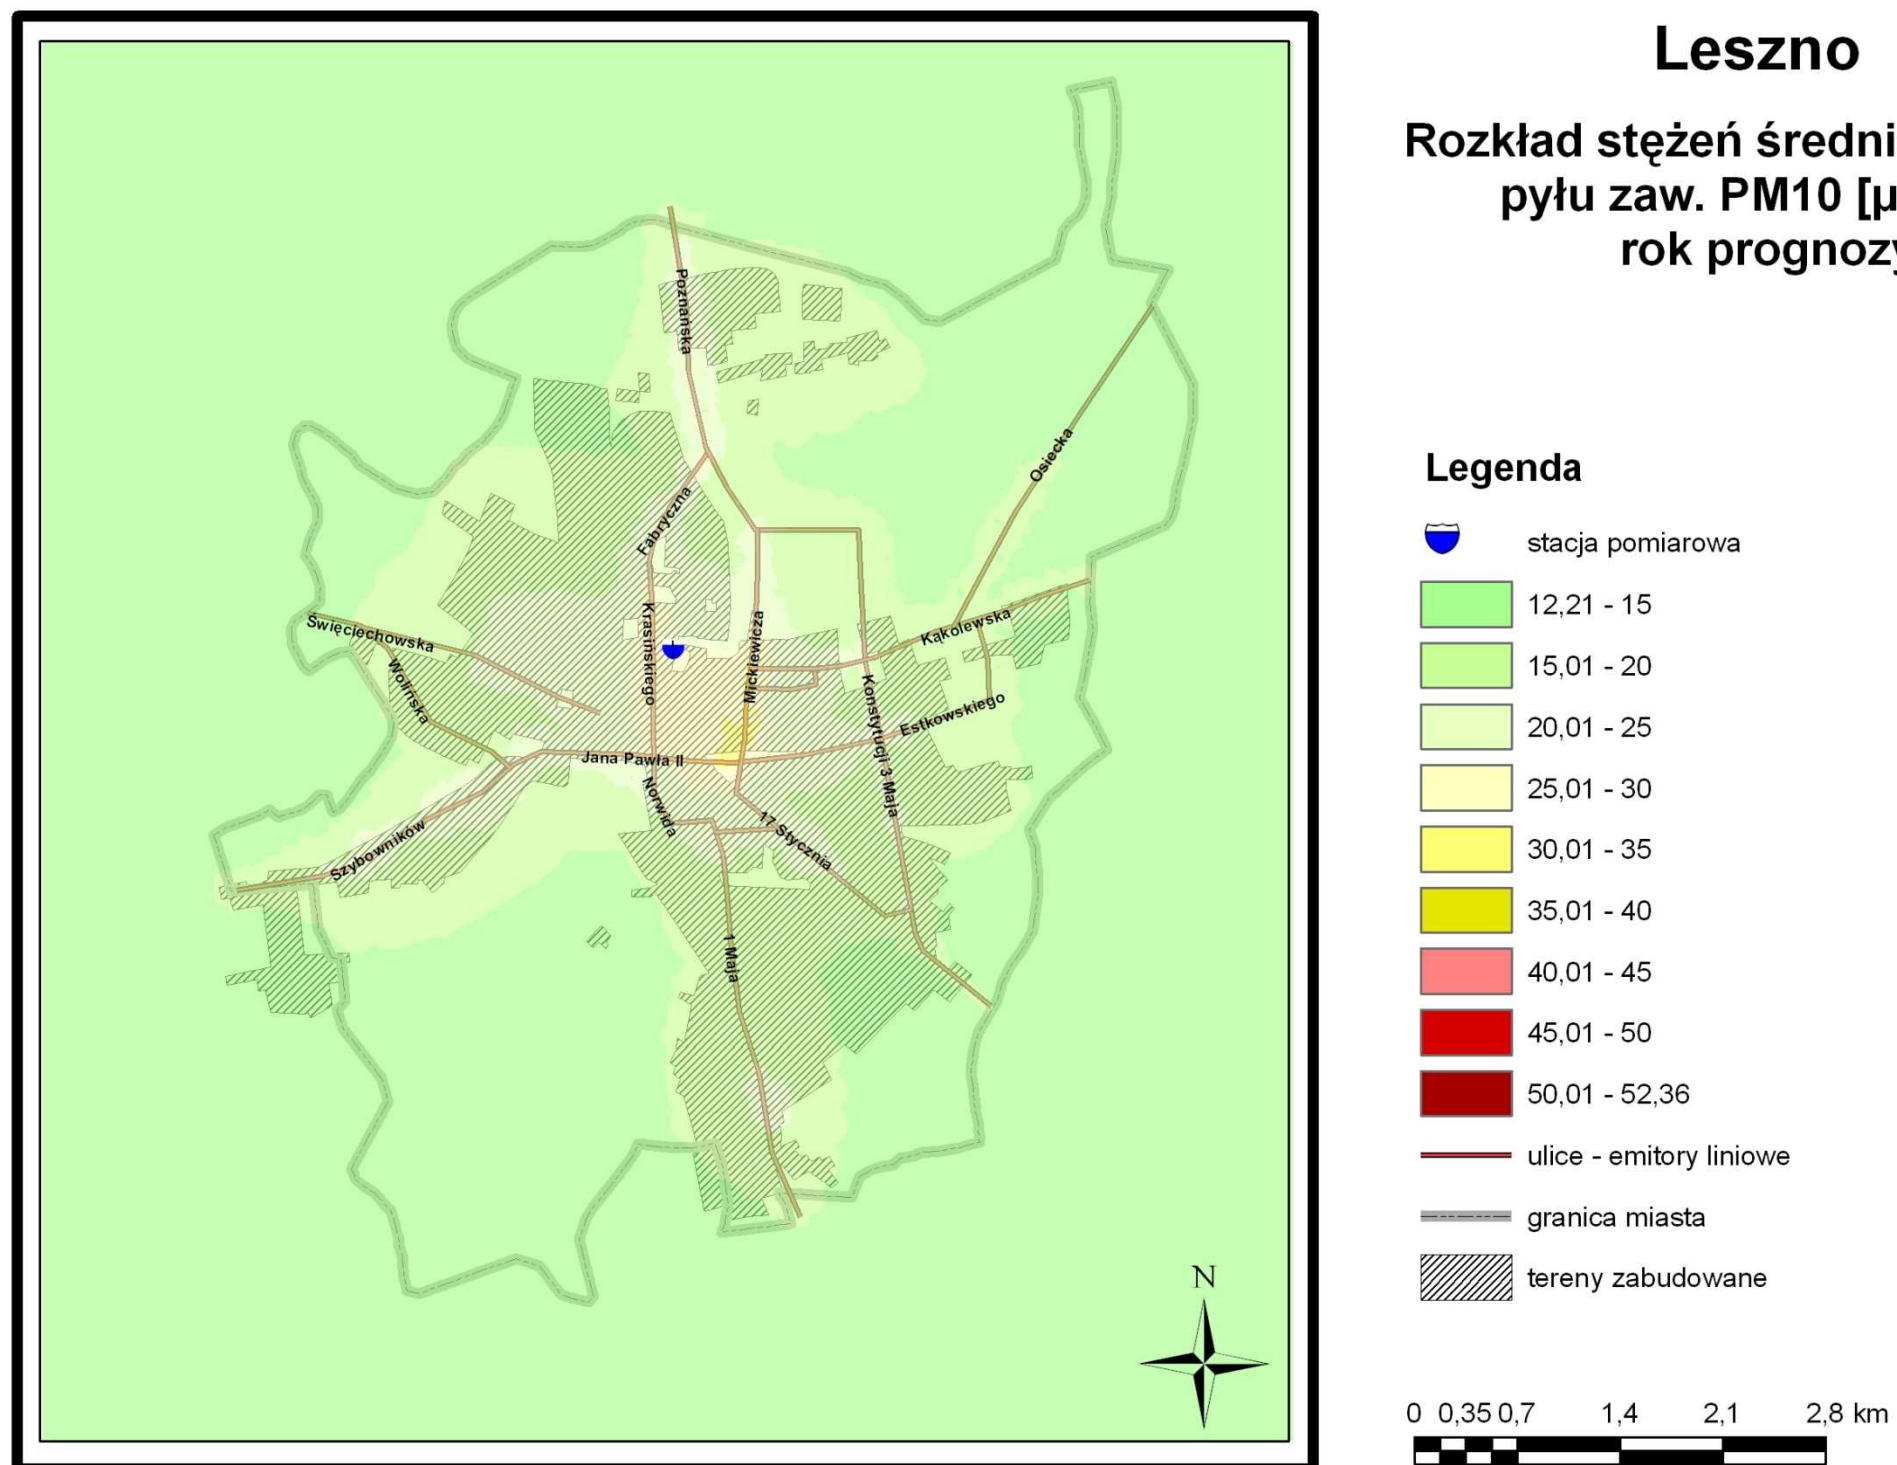 Leszno
Rozkład stężeń średni
pyłu zaw. PM10 [µ
rok prognozy
Poznańska
Osiecka
Fabryczna
Krasińskiego
Mickiewicza
Kąkolewska
Święciechowska
Wolińska
Konstytucji 3 Maja
Estkowskiego
Jana Pawła II
Norwida
17 Stycznia
Szybowników
1 Maja
N
Legenda
stacja pomiarowa
12,21 - 15
15,01 - 20
20,01 - 25
25,01 - 30
30,01 - 35
35,01 - 40
40,01 - 45
45,01 - 50
50,01 - 52,36
ulice - emitory liniowe
granica miasta
tereny zabudowane
0 0,35 0,7 1,4 2,1 2,8 km